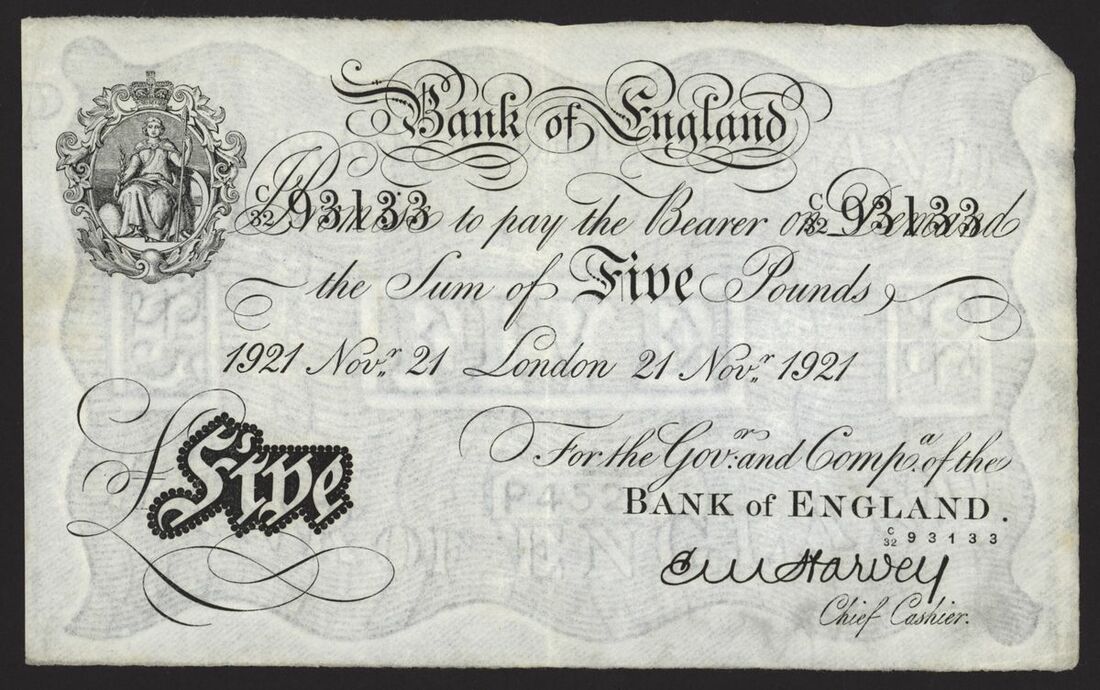 Bank of England
I Promise to pay the Bearer on Demand
C/32 93133 C/32 93133
the Sum of Five Pounds
1921 Novr. 21 London 21 Novr. 1921
For the Govr. and Compa. of the
BANK of ENGLAND.
£Five
C/32 93133
E M Harvey
Chief Cashier.